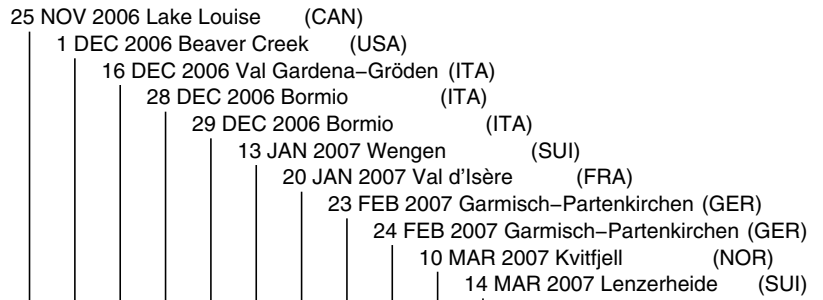 25 NOV 2006 Lake Louise (CAN)
1 DEC 2006 Beaver Creek (USA)
16 DEC 2006 Val Gardena−Gröden (ITA)
28 DEC 2006 Bormio (ITA)
29 DEC 2006 Bormio (ITA)
13 JAN 2007 Wengen (SUI)
20 JAN 2007 Val d'Isère (FRA)
23 FEB 2007 Garmisch−Partenkirchen (GER)
24 FEB 2007 Garmisch−Partenkirchen (GER)
10 MAR 2007 Kvitfjell (NOR)
14 MAR 2007 Lenzerheide (SUI)